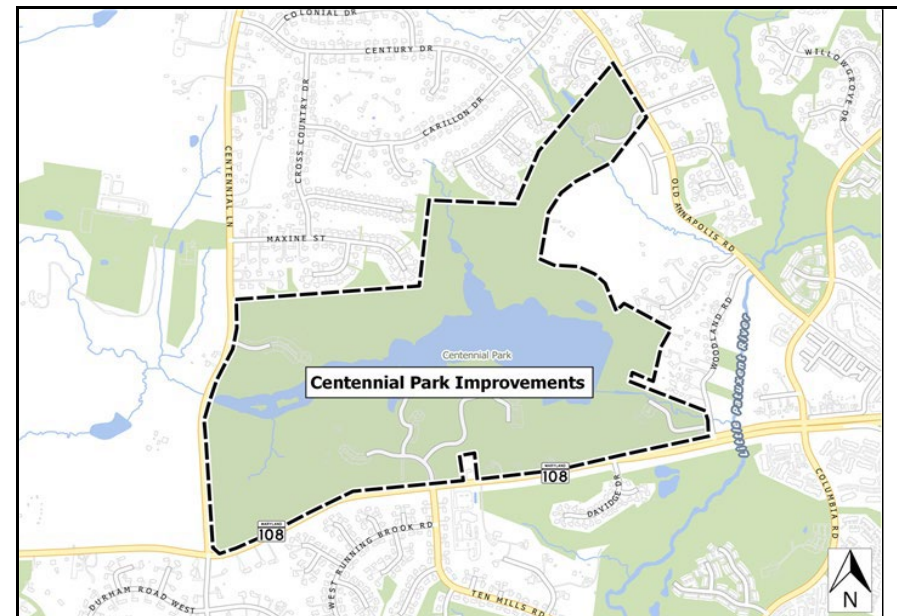 COLONIAL DR
CENTURY DR
WILLOWGROVE DR
CARILLON DR
CROSS COUNTRY DR
CENTENNIAL LN
OLD ANNAPOLIS RD
MAXINE ST
WOODLAND RD
Little Patuxent River
Centennial Park
Centennial Park Improvements
MARYLAND
108
DAVIDGE DR
COLUMBIA RD
MARYLAND
108
WEST RUNNING BROOK RD
DURHAM ROAD WEST
TEN MILLS RD
N